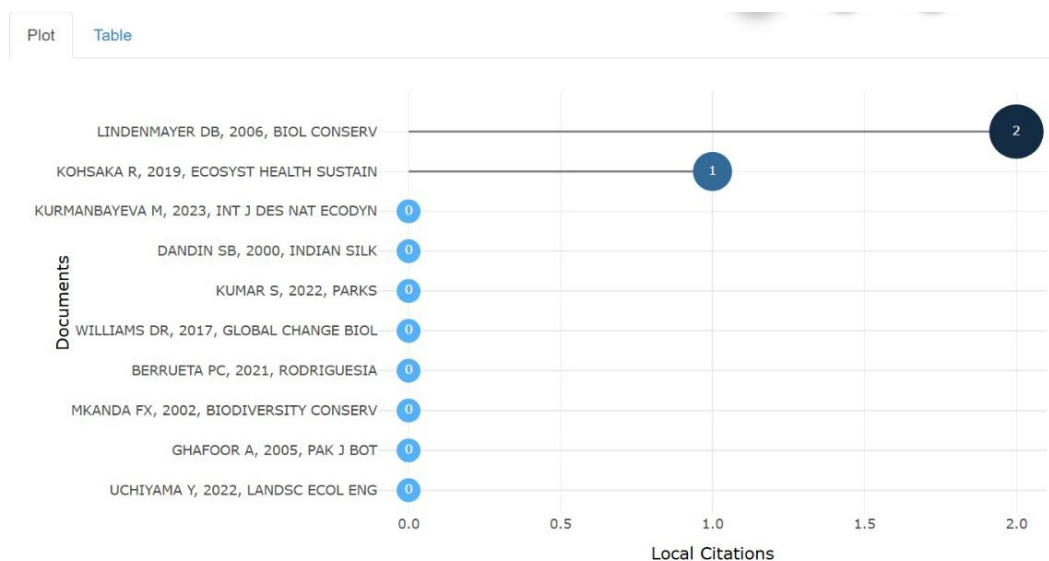 Plot Table
LINDENMAYER DB, 2006, BIOL CONSERV 2
KOHSAKA R, 2019, ECOSYST HEALTH SUSTAIN 1
KURMANBAYEVA M, 2023, INT J DES NAT ECODYN 0
DANDIN SB, 2000, INDIAN SILK 0
KUMAR S, 2022, PARKS 0
WILLIAMS DR, 2017, GLOBAL CHANGE BIOL 0
BERRUETA PC, 2021, RODRIGUESIA 0
MKANDA FX, 2002, BIODIVERSITY CONSERV 0
GHAFOOR A, 2005, PAK J BOT 0
UCHIYAMA Y, 2022, LANDSC ECOL ENG 0
Documents
0.0 0.5 1.0 1.5 2.0
Local Citations